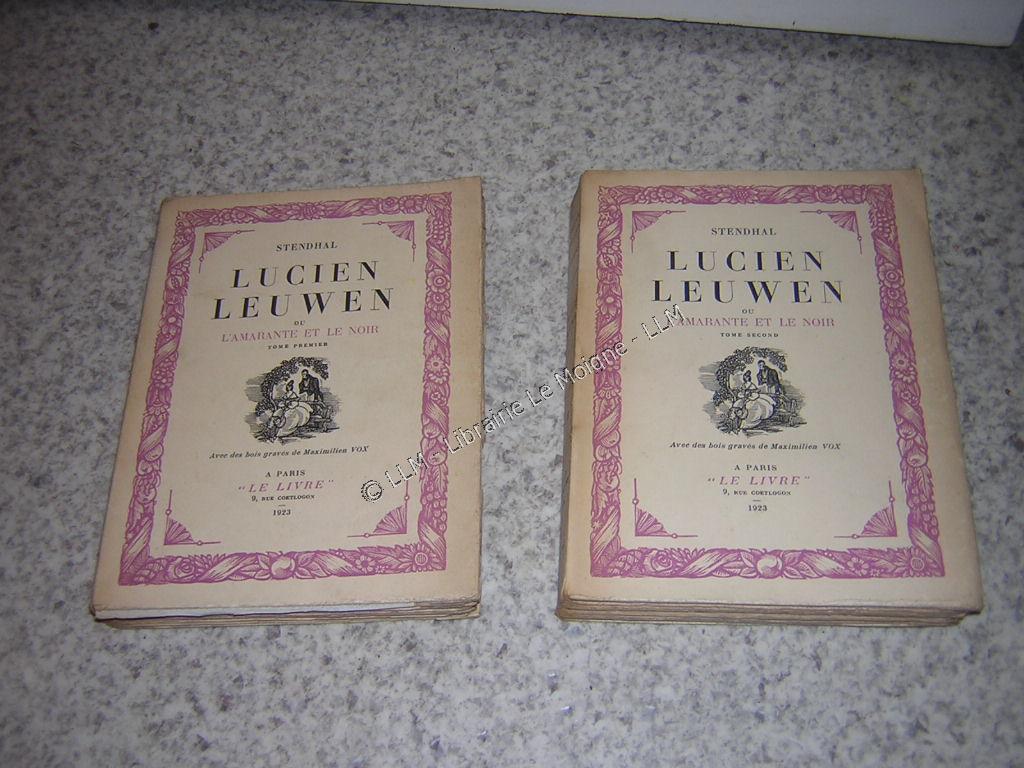 STENDHAL
LUCIEN
LEUWEN
OU
L'AMARANTE ET LE NOIR
TOME PREMIER
Avec des bois gravés de Maximilien VOX
A PARIS
"LE LIVRE"
9, RUE COETLOGON
1923
STENDHAL
LUCIEN
LEUWEN
OU
L'AMARANTE ET LE NOIR
TOME SECOND
Avec des bois gravés de Maximilien VOX
A PARIS
"LE LIVRE"
9, RUE COETLOGON
1923
© LLM - Librairie Le Moigne - LLM